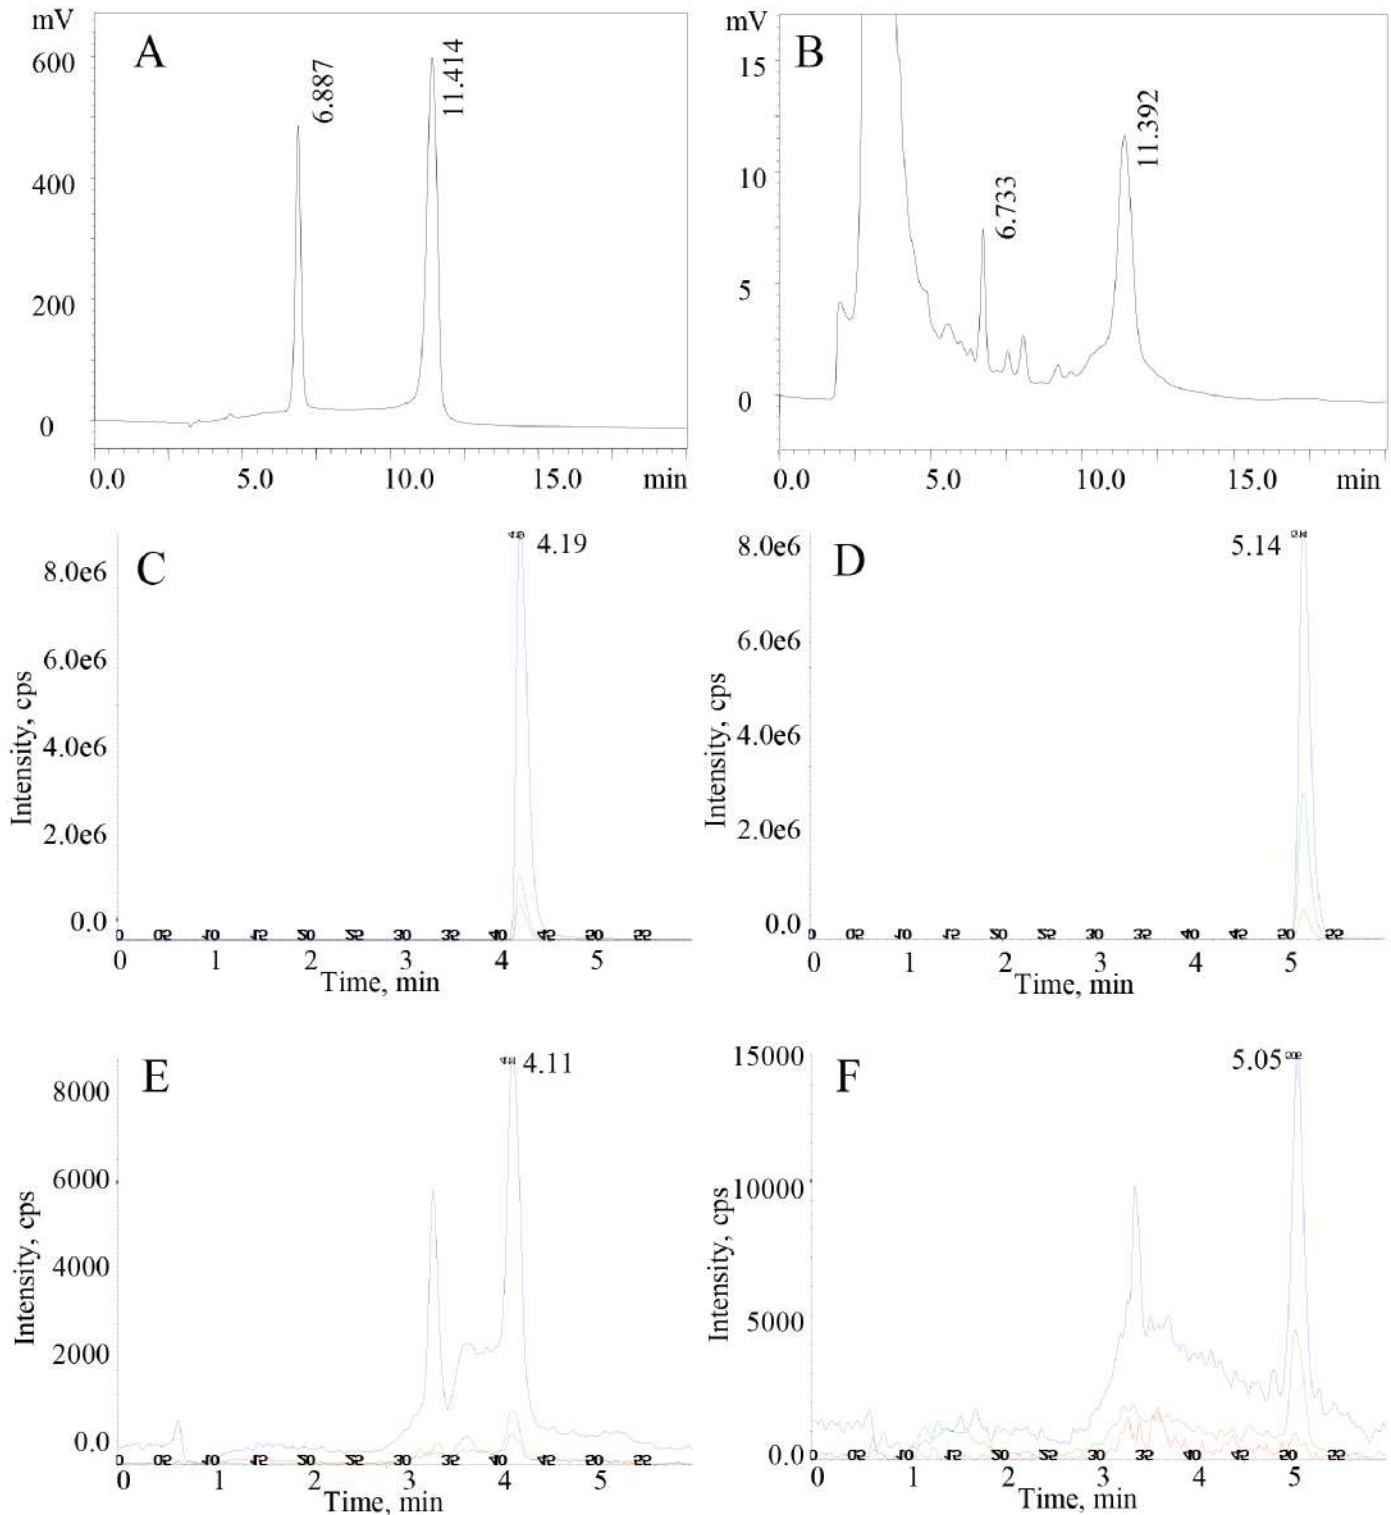 mV
A
600
400
200
0
6.887
11.414
0.0 5.0 10.0 15.0 min
mV
B
15
10
5
0
6.733
11.392
0.0 5.0 10.0 15.0 min
C
4.19
8.0e6
6.0e6
4.0e6
2.0e6
0.0
Intensity, cps
0 1 2 3 4 5
Time, min
D
5.14
8.0e6
6.0e6
4.0e6
2.0e6
0.0
Intensity, cps
0 1 2 3 4 5
Time, min
E
4.11
8000
6000
4000
2000
0.0
Intensity, cps
0 1 2 3 4 5
Time, min
F
5.05
15000
10000
5000
0.0
Intensity, cps
0 1 2 3 4 5
Time, min